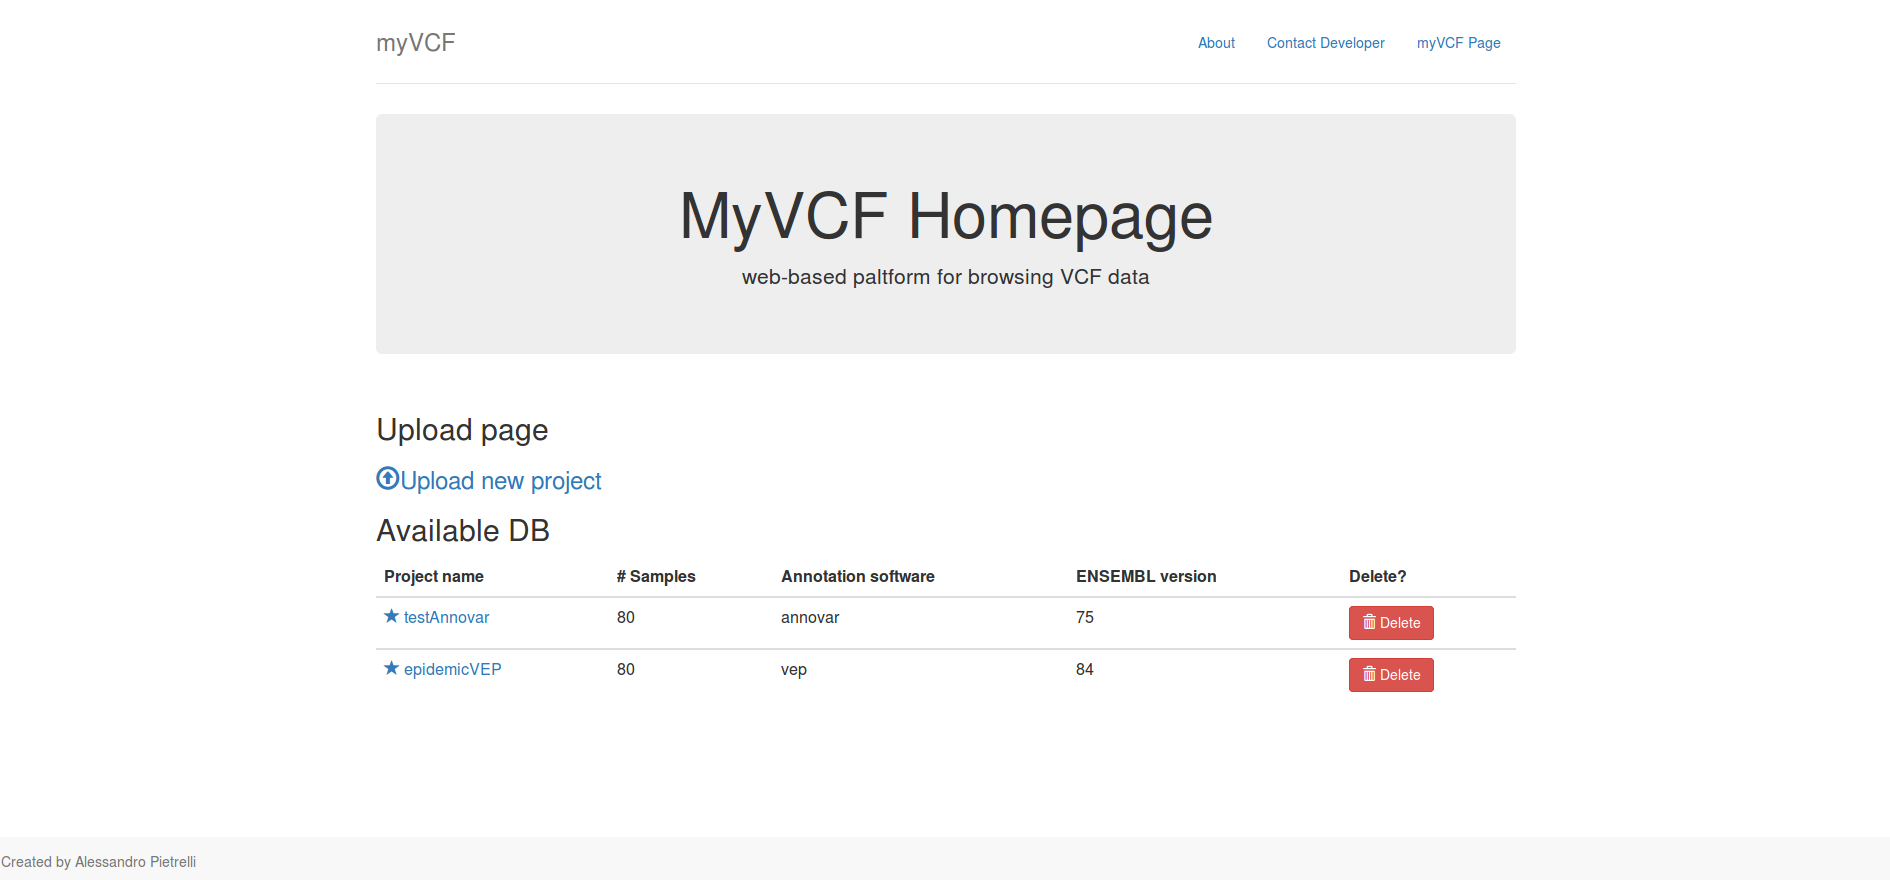 myVCF About Contact Developer myVCF Page
MyVCF Homepage
web-based paltform for browsing VCF data
Upload page
Upload new project
Available DB
Project name # Samples Annotation software ENSEMBL version Delete?
testAnnovar 80 annovar 75 Delete
epidemicVEP 80 vep 84 Delete
Created by Alessandro Pietrelli